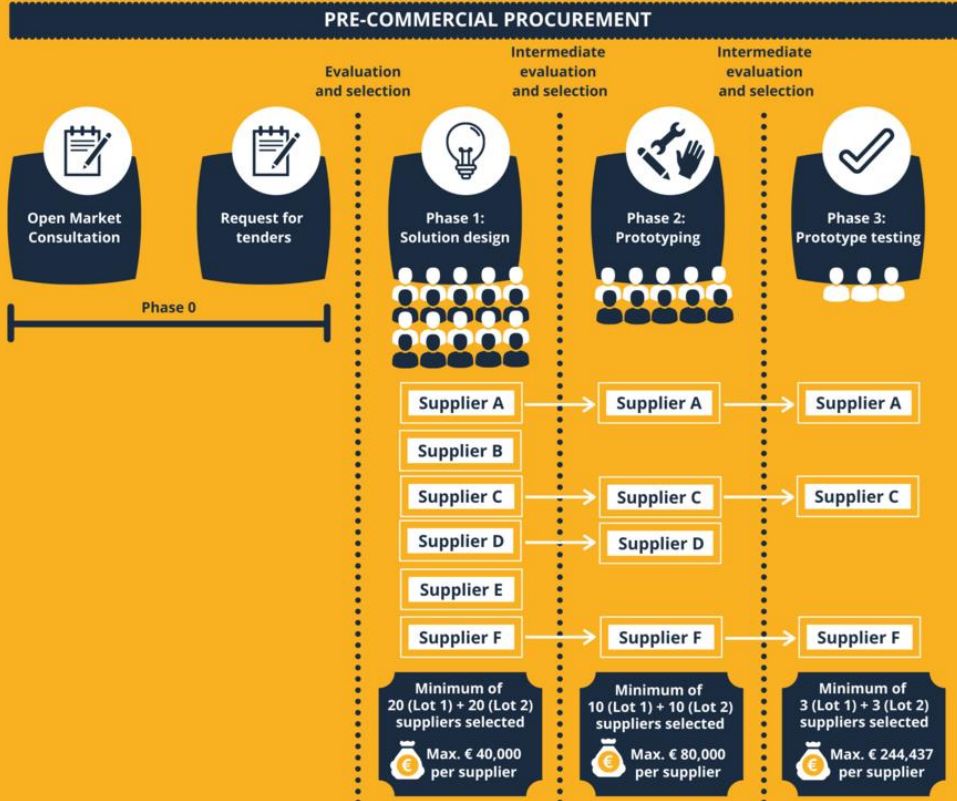 PRE-COMMERCIAL PROCUREMENT
Evaluation
and selection
Intermediate
evaluation
and selection
Intermediate
evaluation
and selection
Open Market
Consultation
Request for
tenders
Phase 1:
Solution design
Phase 2:
Prototyping
Phase 3:
Prototype testing
Phase 0
Supplier A
Supplier A
Supplier A
Supplier B
Supplier C
Supplier C
Supplier C
Supplier D
Supplier D
Supplier E
Supplier F
Supplier F
Supplier F
Minimum of
20 (Lot 1) + 20 (Lot 2)
suppliers selected
€
Max. € 40,000
per supplier
Minimum of
10 (Lot 1) + 10 (Lot 2)
suppliers selected
€
Max. € 80,000
per supplier
Minimum of
3 (Lot 1) + 3 (Lot 2)
suppliers selected
€
Max. € 244,437
per supplier